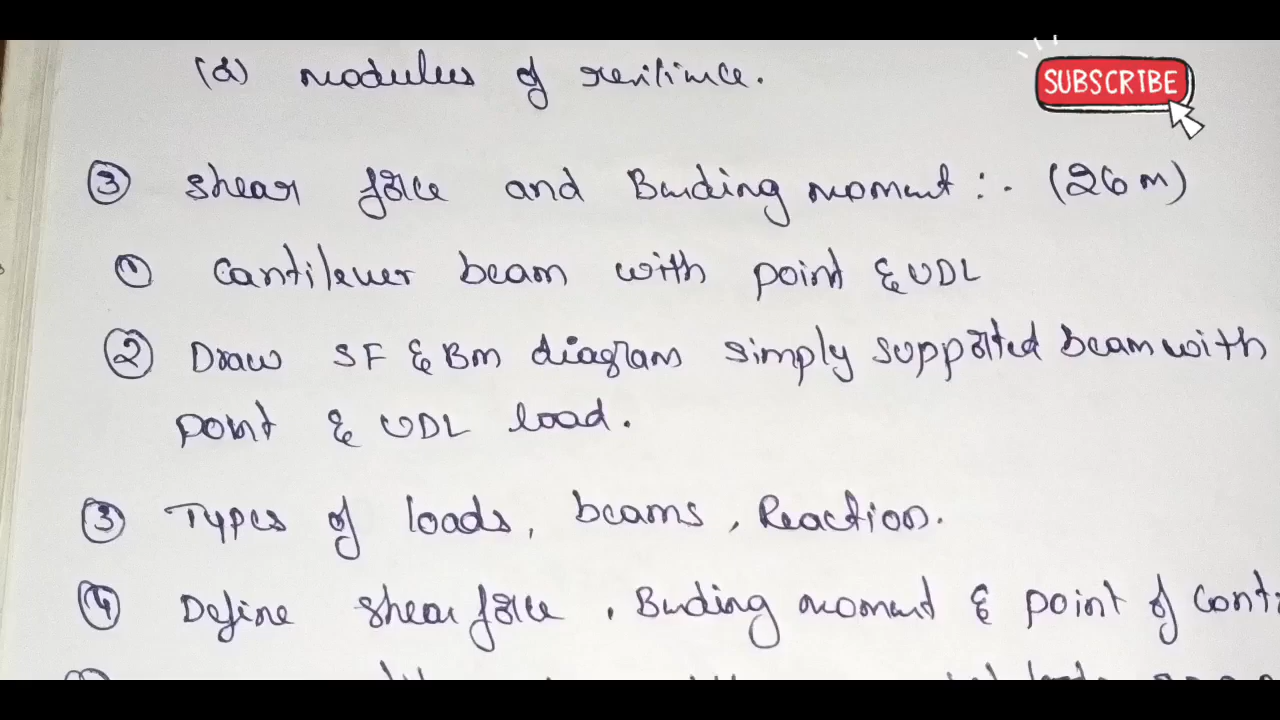 (d) modulus of resilince.
SUBSCRIBE
③ Shear force and Bending moment :- (26m)
① Cantilever beam with point & UDL
② Draw SF & Bm diagram simply supported beam with
point & UDL load.
③ Types of loads, beams, Reaction.
④ Define shear force, Bending moment & point of cont